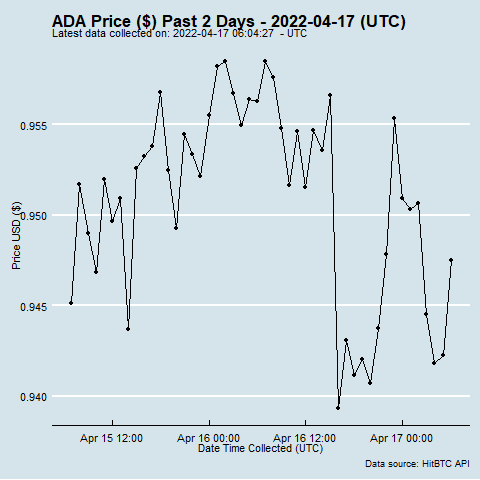 ADA Price ($) Past 2 Days - 2022-04-17 (UTC)
Latest data collected on: 2022-04-17 06:04:27 - UTC
0.955
0.950
0.945
0.940
Price USD ($)
Apr 15 12:00 Apr 16 00:00 Apr 16 12:00 Apr 17 00:00
Date Time Collected (UTC)
Data source: HitBTC API